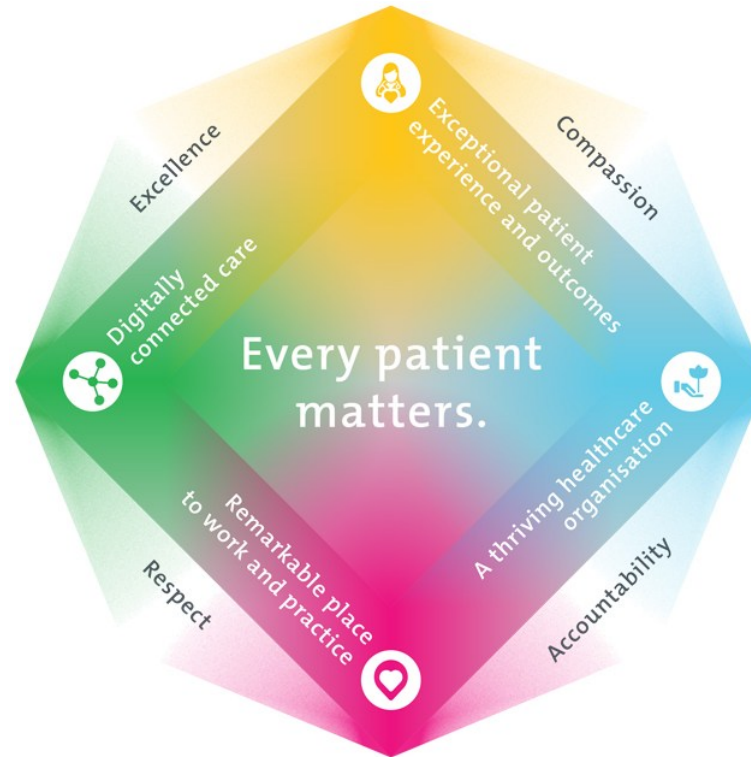 Excellence
Compassion
Exceptional patient
experience and outcomes
Digitally
connected care
Every patient
matters.
Remarkable place
to work and practice
A thriving healthcare
organisation
Respect
Accountability